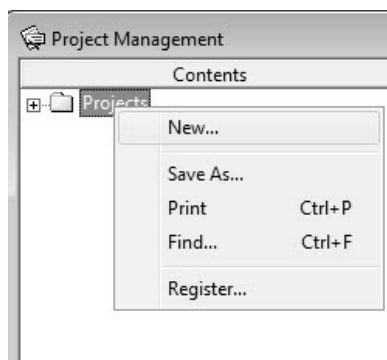 Project Management
Contents
Projects
New...
Save As...
Print Ctrl+P
Find... Ctrl+F
Register...